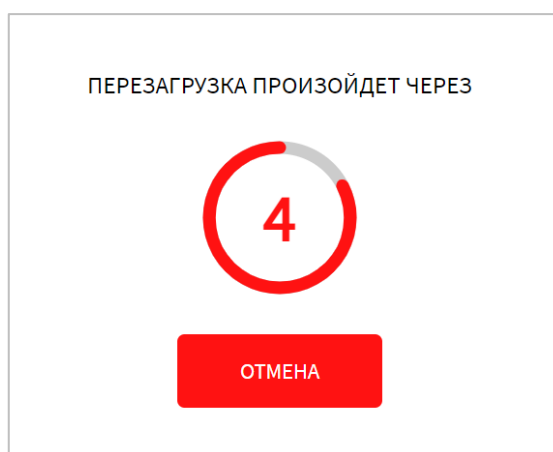 ПЕРЕЗАГРУЗКА ПРОИЗОЙДЕТ ЧЕРЕЗ
4
ОТМЕНА